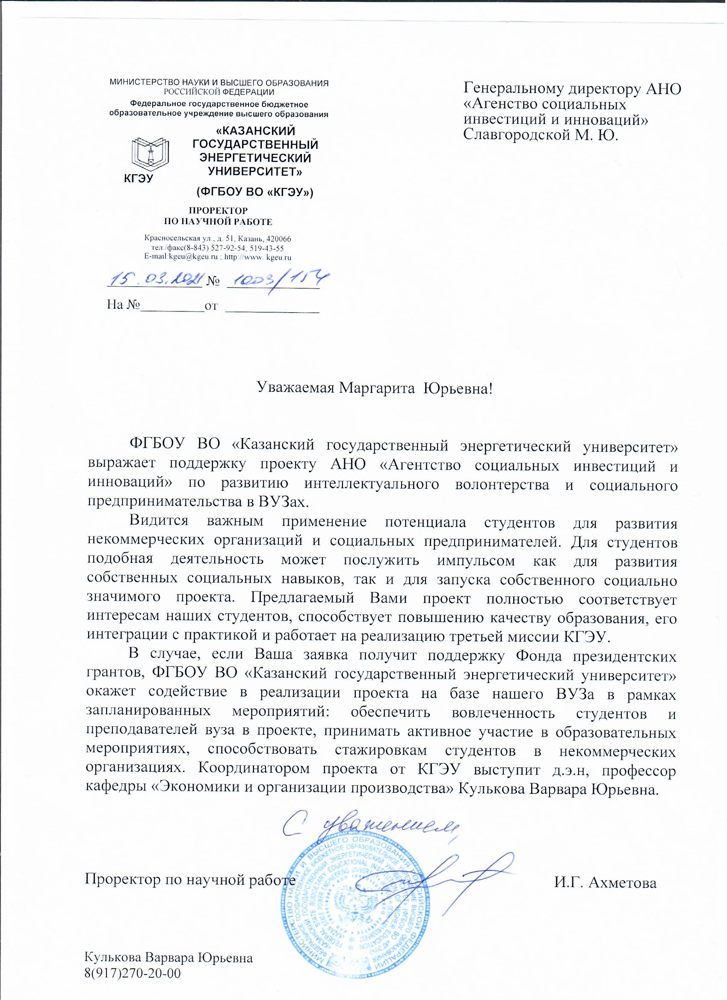 МИНИСТЕРСТВО НАУКИ И ВЫСШЕГО ОБРАЗОВАНИЯ
РОССИЙСКОЙ ФЕДЕРАЦИИ
Федеральное государственное бюджетное
образовательное учреждение высшего образования
«КАЗАНСКИЙ
ГОСУДАРСТВЕННЫЙ
ЭНЕРГЕТИЧЕСКИЙ
УНИВЕРСИТЕТ»
КГЭУ
(ФГБОУ ВО «КГЭУ»)
ПРОРЕКТОР
ПО НАУЧНОЙ РАБОТЕ
Красносельская ул., д. 51, Казань, 420066
тел./факс(8-843) 527-92-54, 519-43-55
E-mail:kgeu@kgeu.ru ; http://www. kgeu.ru
15.03.2021 № 1003/154
На № от
Генеральному директору АНО
«Агенство социальных
инвестиций и инноваций»
Славгородской М. Ю.
Уважаемая Маргарита Юрьевна!
ФГБОУ ВО «Казанский государственный энергетический университет»
выражает поддержку проекту АНО «Агентство социальных инвестиций и
инноваций» по развитию интеллектуального волонтерства и социального
предпринимательства в ВУЗах.
Видится важным применение потенциала студентов для развития
некоммерческих организаций и социальных предпринимателей. Для студентов
подобная деятельность может послужить импульсом как для развития
собственных социальных навыков, так и для запуска собственного социально
значимого проекта. Предлагаемый Вами проект полностью соответствует
интересам наших студентов, способствует повышению качеству образования, его
интеграции с практикой и работает на реализацию третьей миссии КГЭУ.
В случае, если Ваша заявка получит поддержку Фонда президентских
грантов, ФГБОУ ВО «Казанский государственный энергетический университет»
окажет содействие в реализации проекта на базе нашего ВУЗа в рамках
запланированных мероприятий: обеспечить вовлеченность студентов и
преподавателей вуза в проекте, принимать активное участие в образовательных
мероприятиях, способствовать стажировкам студентов в некоммерческих
организациях. Координатором проекта от КГЭУ выступит д.э.н, профессор
кафедры «Экономики и организации производства» Кулькова Варвара Юрьевна.
С уважением,
Проректор по научной работе
И.Г. Ахметова
МИНИСТЕРСТВО НАУКИ И ВЫСШЕГО ОБРАЗОВАНИЯ РОССИЙСКОЙ ФЕДЕРАЦИИ
Кулькова Варвара Юрьевна
8(917)270-20-00